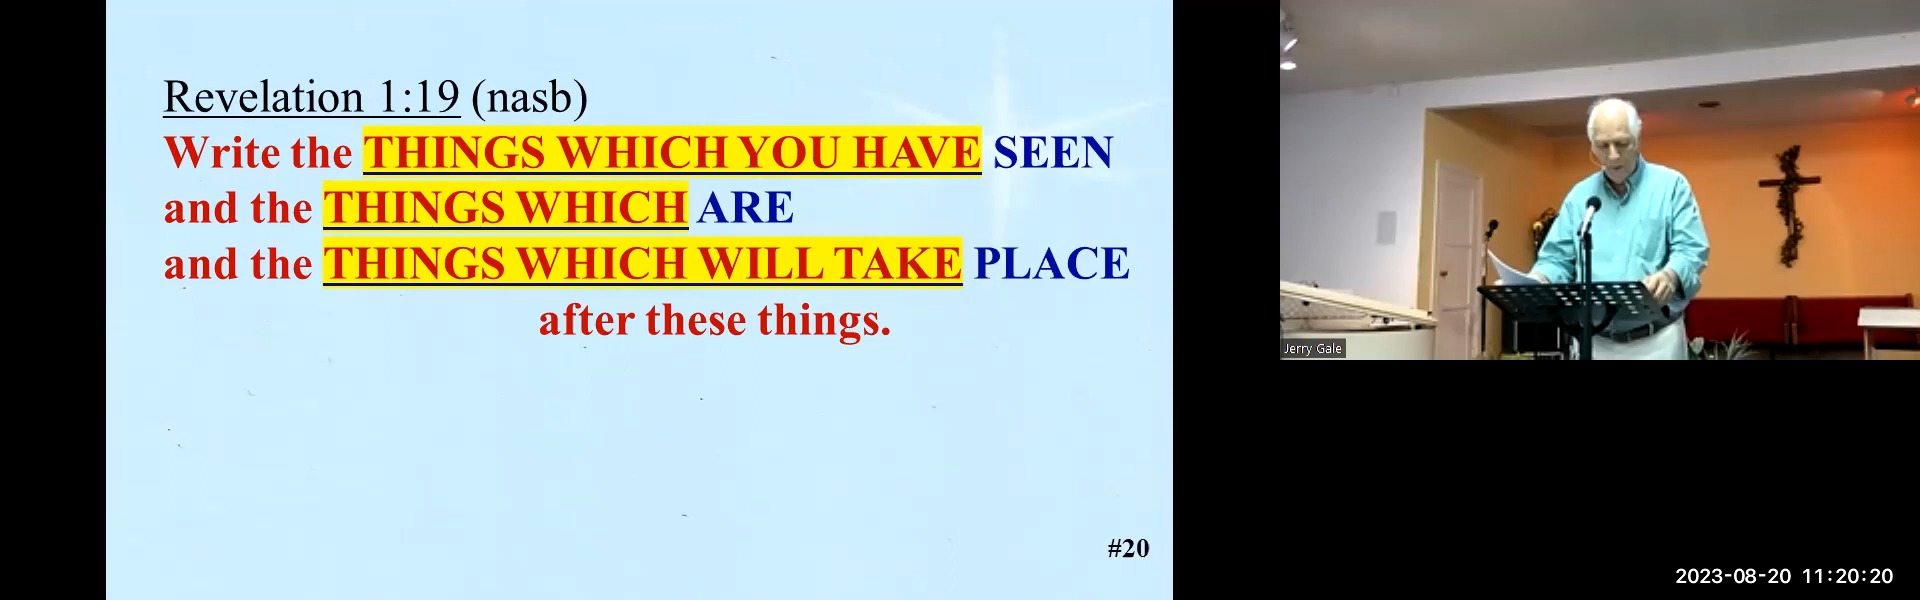 Revelation 1:19 (nasb)
Write the THINGS WHICH YOU HAVE SEEN
and the THINGS WHICH ARE
and the THINGS WHICH WILL TAKE PLACE
after these things.
#20
Jerry Gale
2023-08-20 11:20:20